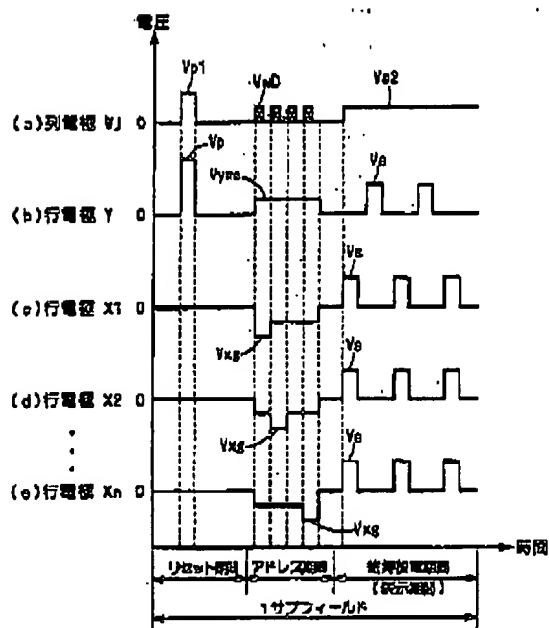 電圧
Vp1
VAD
Vs2
(a)列電極 Wj 0
Vp
Vyas
Vs
(b)行電極 Y 0
Vs
(c)行電極 X1 0
Vxg
Vs
(d)行電極 X2 0
Vxg
Vs
(e)行電極 Xn 0
Vxg
時間
リセット期間 アドレス期間 維持放電期間
(表示期間)
1サブフィールド